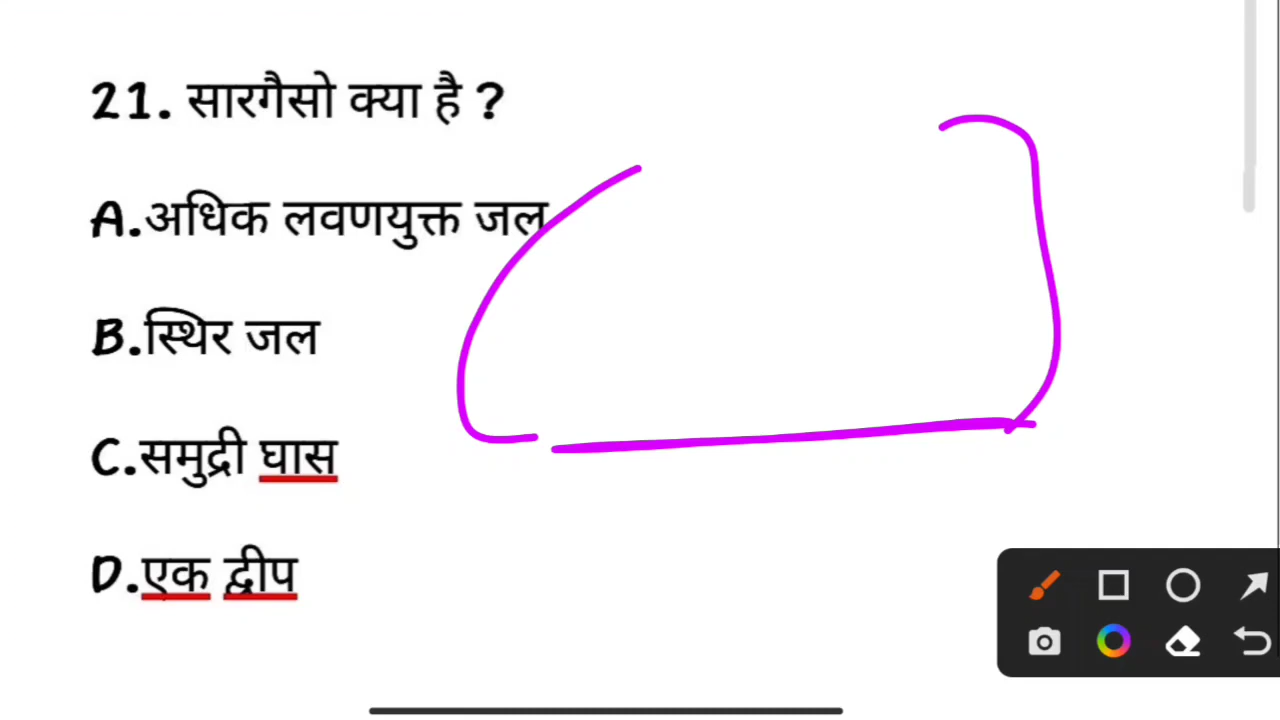 21. सारगैसो क्या है ?
A.अधिक लवणयुक्त जल
B.स्थिर जल
C.समुद्री घास
D.एक द्वीप